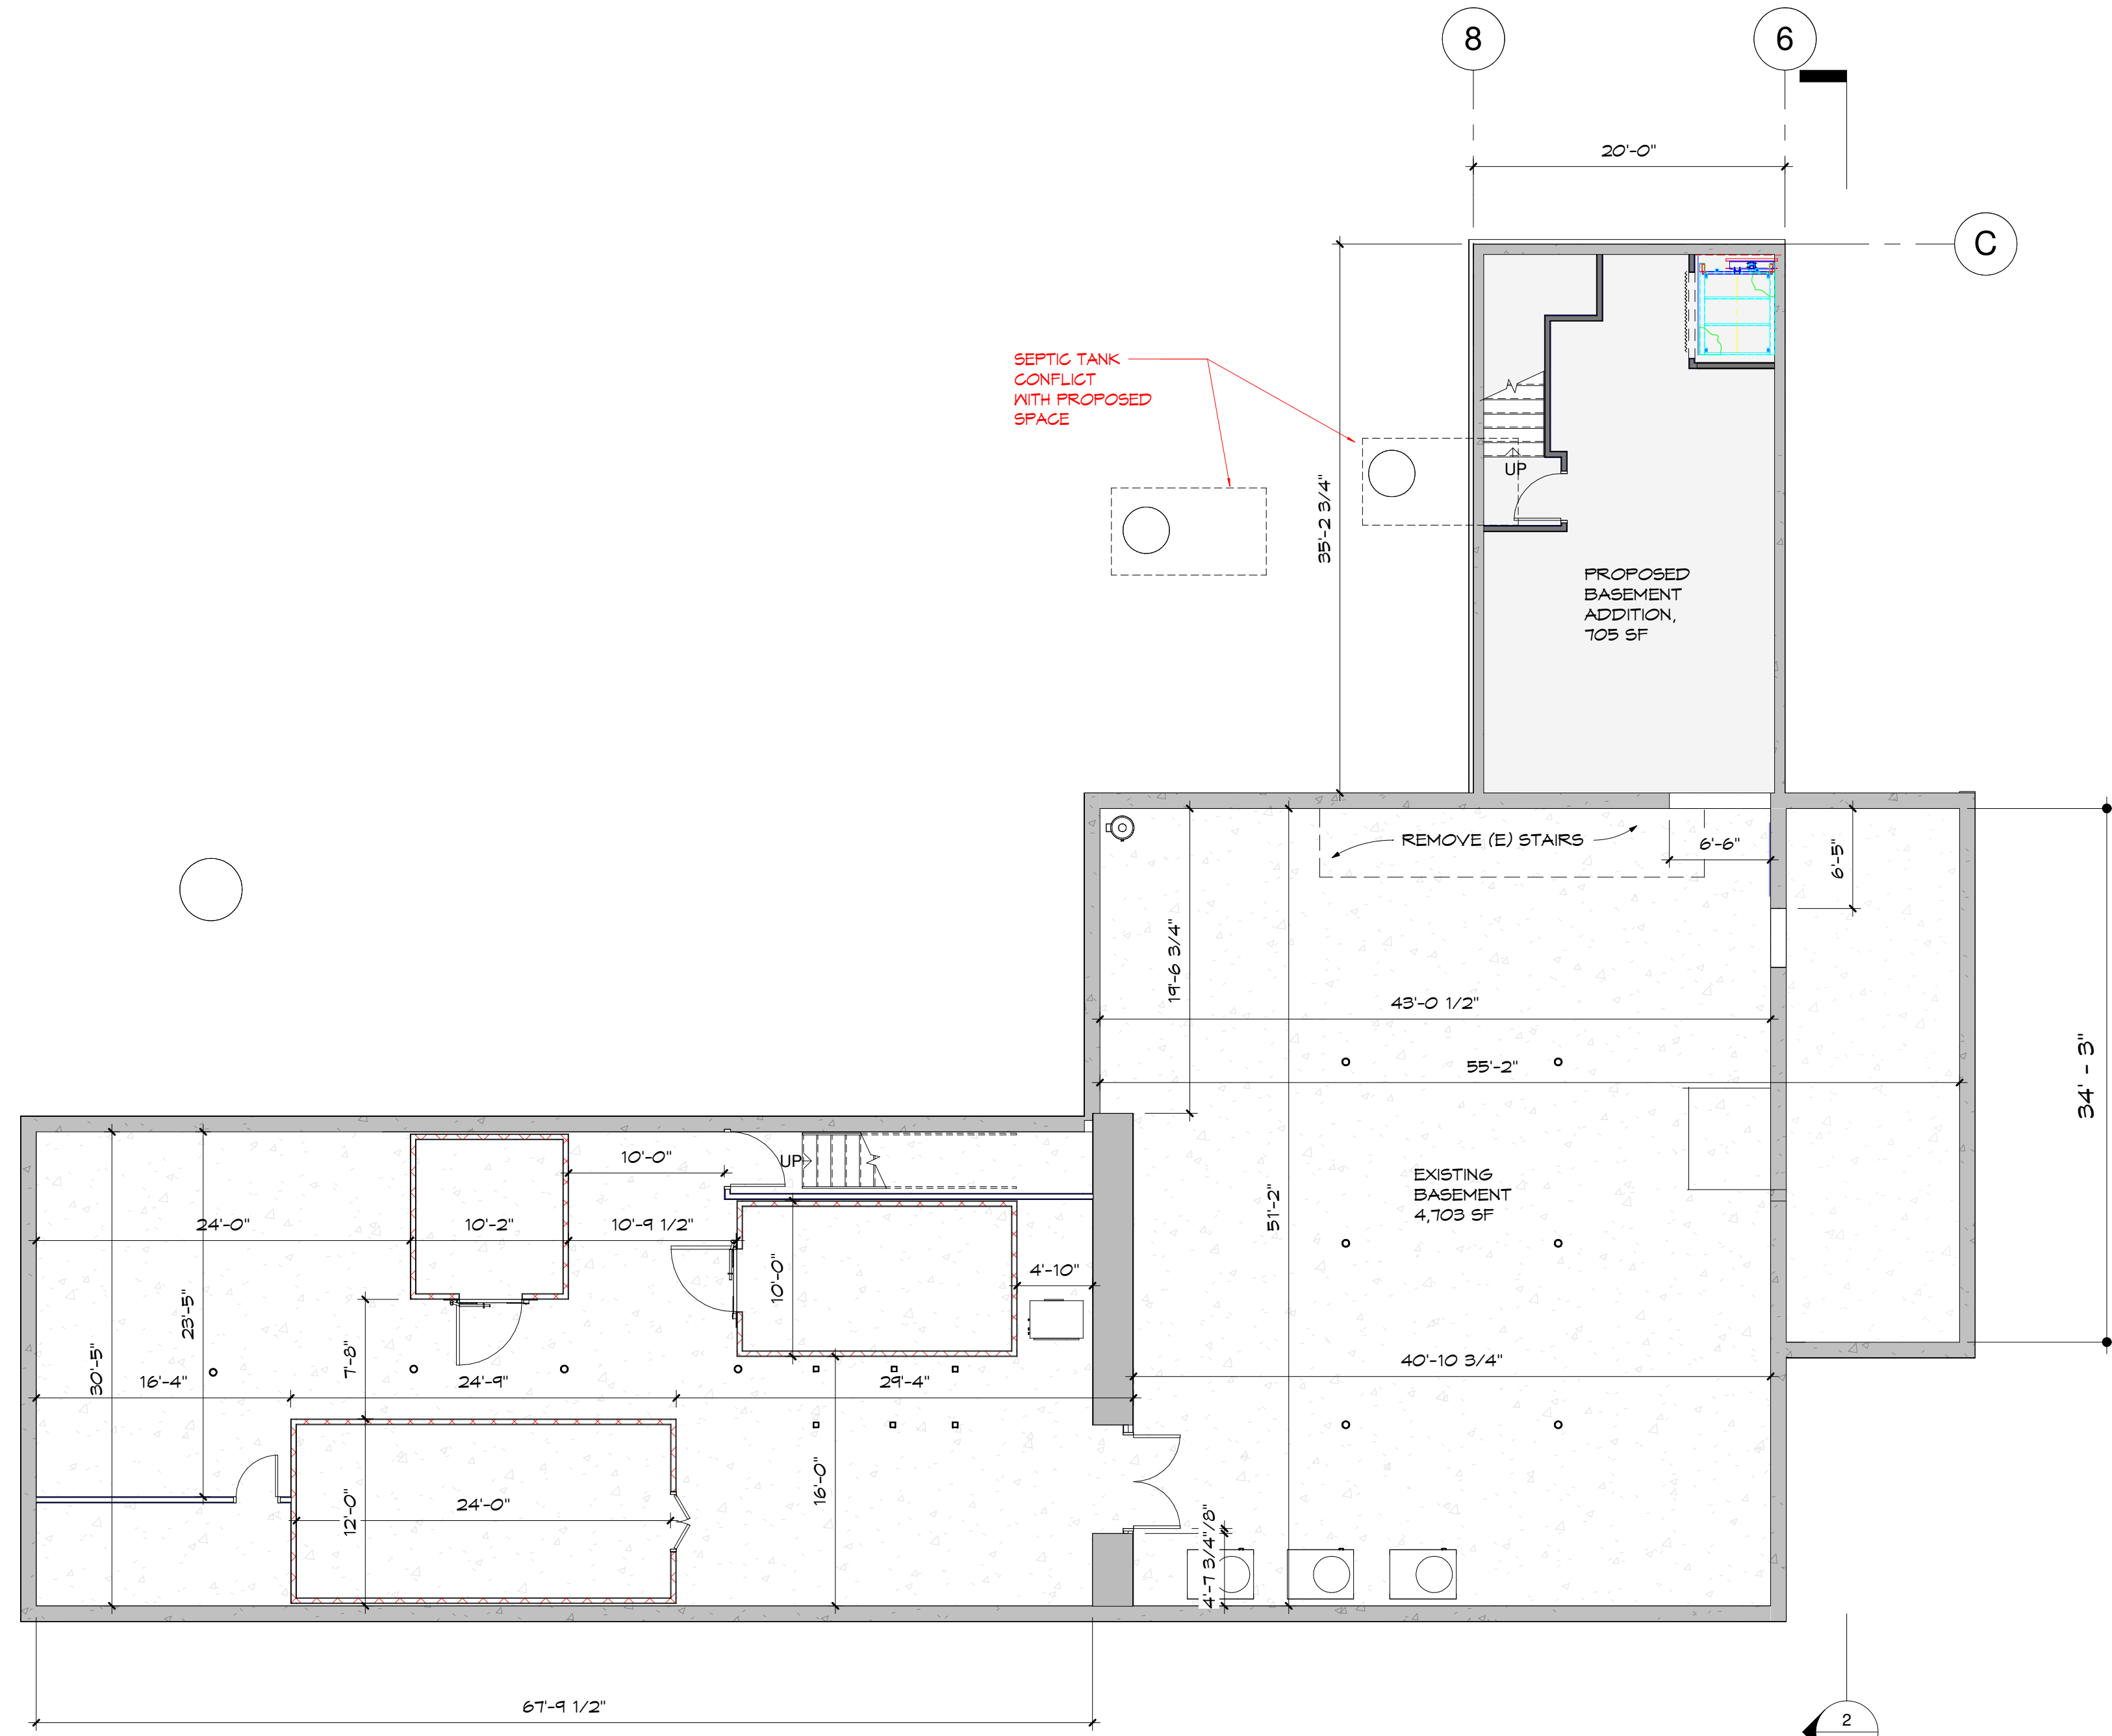 8
6
20'-0"
C
SEPTIC TANK
CONFLICT
WITH PROPOSED
SPACE
UP
35'-2 3/4"
PROPOSED
BASEMENT
ADDITION,
705 SF
REMOVE (E) STAIRS
6'-6"
6'-5"
19'-6 3/4"
43'-0 1/2"
55'-2"
34' - 3"
10'-0"
UP
EXISTING
BASEMENT
4,703 SF
51'-2"
24'-0"
10'-2"
10'-9 1/2"
10'-0"
4'-10"
23'-5"
30'-5"
7'-8"
16'-4"
24'-9"
29'-4"
40'-10 3/4"
16'-0"
24'-0"
12'-0"
4'-7 3/4"/8"
67'-9 1/2"
2